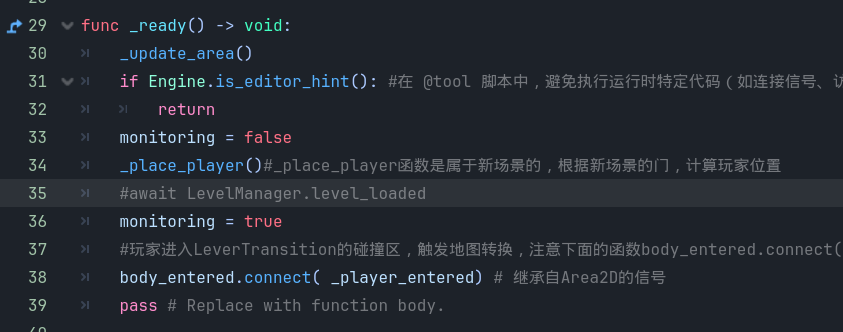 29 func _ready() -> void:
30 _update_area()
31 if Engine.is_editor_hint(): #在 @tool 脚本中，避免执行运行时特定代码（如连接信号、
32 return
33 monitoring = false
34 _place_player()#_place_player函数是属于新场景的，根据新场景的门，计算玩家位置
35 #await LevelManager.level_loaded
36 monitoring = true
37 #玩家进入LeverTransition的碰撞区，触发地图转换，注意下面的函数body_entered.connect(
38 body_entered.connect( _player_entered) # 继承自Area2D的信号
39 pass # Replace with function body.